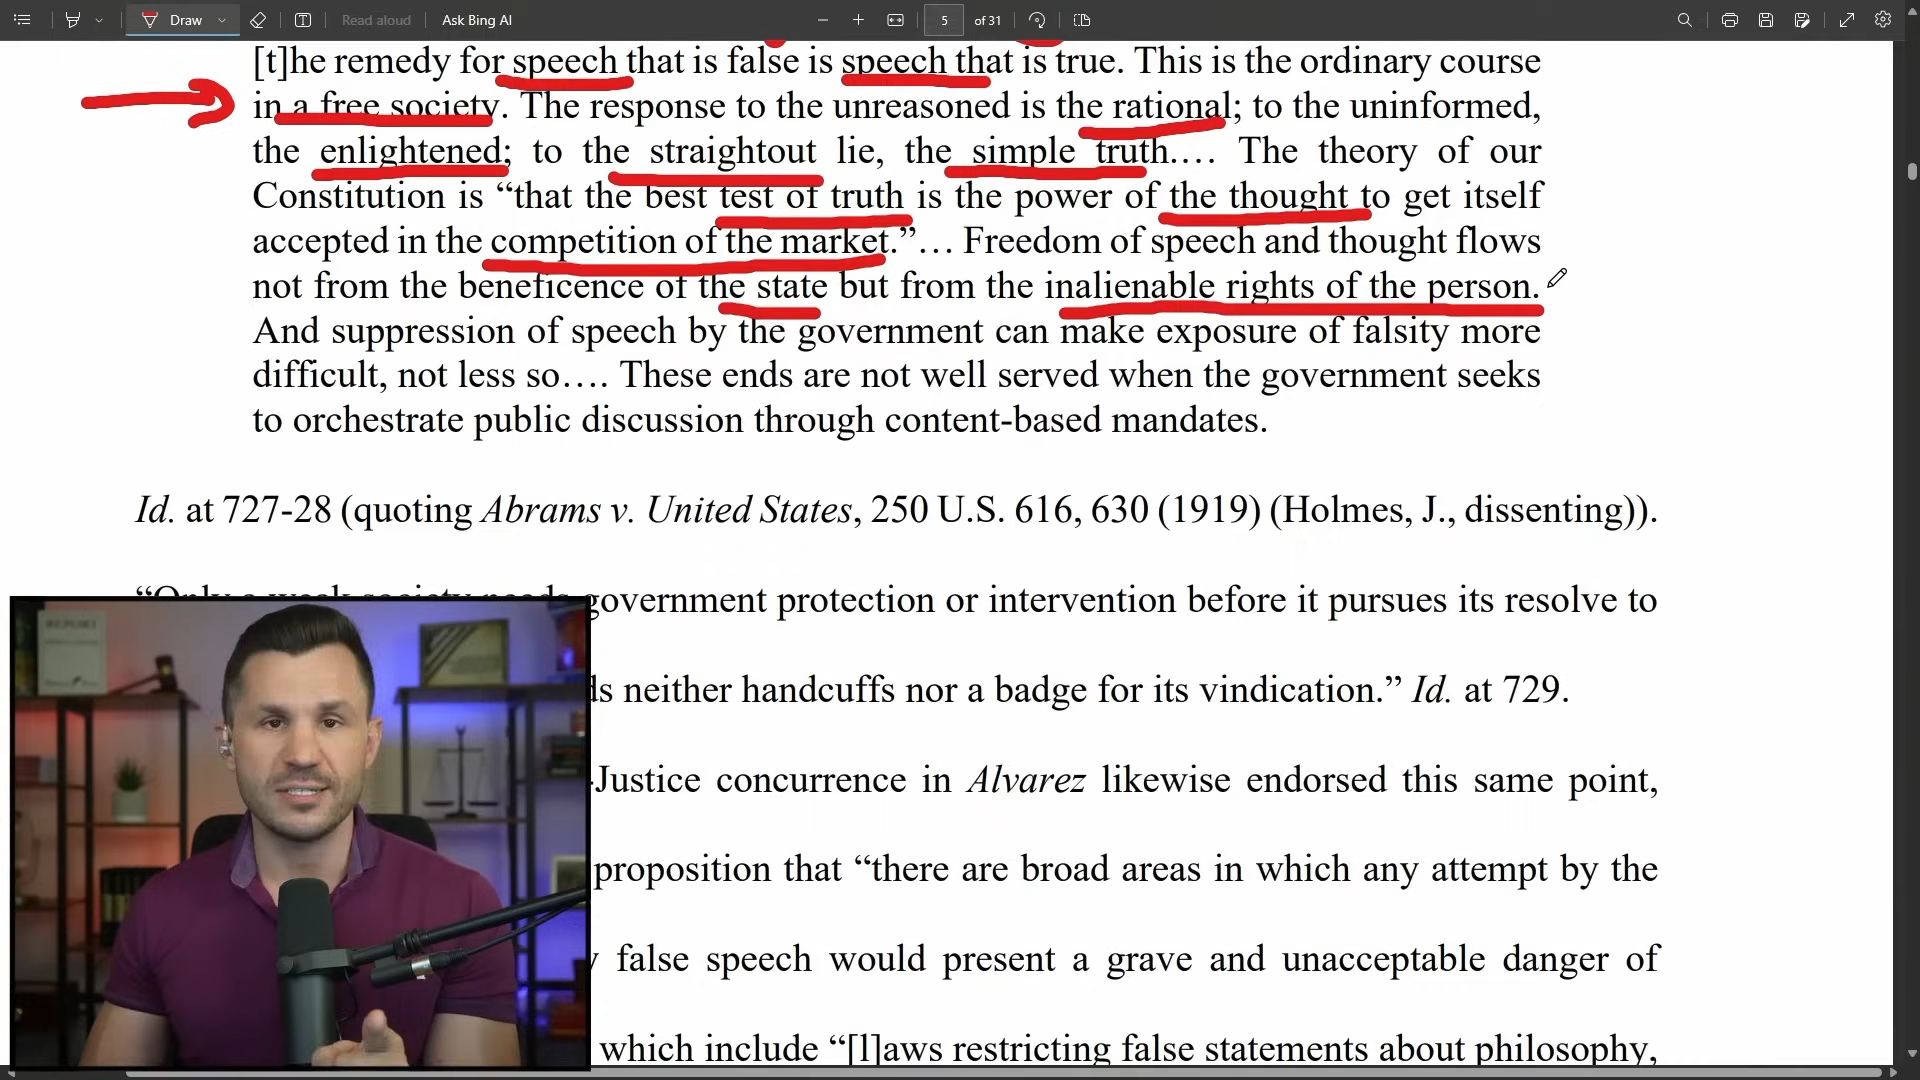 Draw
Read aloud
Ask Bing AI
5 of 31
[t]he remedy for speech that is false is speech that is true. This is the ordinary course
in a free society. The response to the unreasoned is the rational; to the uninformed,
the enlightened; to the straightout lie, the simple truth.… The theory of our
Constitution is “that the best test of truth is the power of the thought to get itself
accepted in the competition of the market.”… Freedom of speech and thought flows
not from the beneficence of the state but from the inalienable rights of the person.
And suppression of speech by the government can make exposure of falsity more
difficult, not less so…. These ends are not well served when the government seeks
to orchestrate public discussion through content-based mandates.
Id. at 727-28 (quoting Abrams v. United States, 250 U.S. 616, 630 (1919) (Holmes, J., dissenting)).
“Only a weak society needs government protection or intervention before it pursues its resolve to
neither handcuffs nor a badge for its vindication.” Id. at 729.
-Justice concurrence in Alvarez likewise endorsed this same point,
proposition that “there are broad areas in which any attempt by the
false speech would present a grave and unacceptable danger of
which include “[l]aws restricting false statements about philosophy,
REPORT